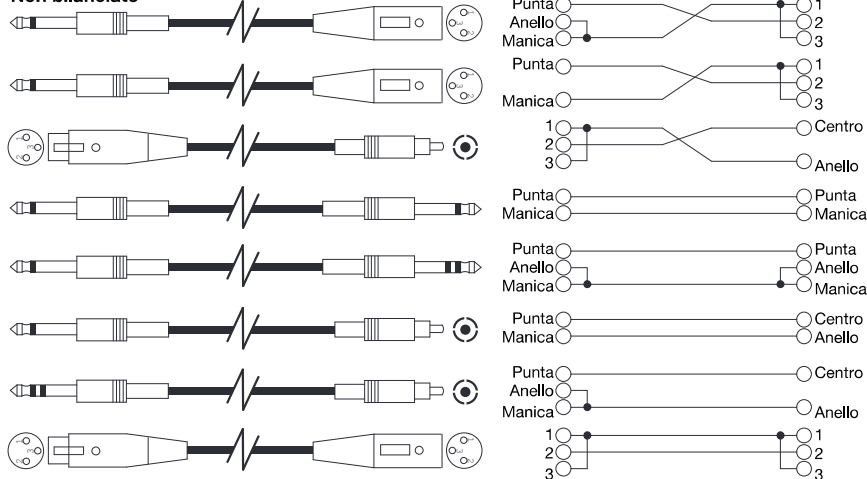 Non bilanciato
Punta 1
Anello 2
Manica 3
Punta 1
2
Manica 3
1 Centro
2
3 Anello
Punta Punta
Manica Manica
Punta Punta
Anello Anello
Manica Manica
Punta Centro
Manica Anello
Punta Centro
Anello
Manica Anello
1 1
2 2
3 3